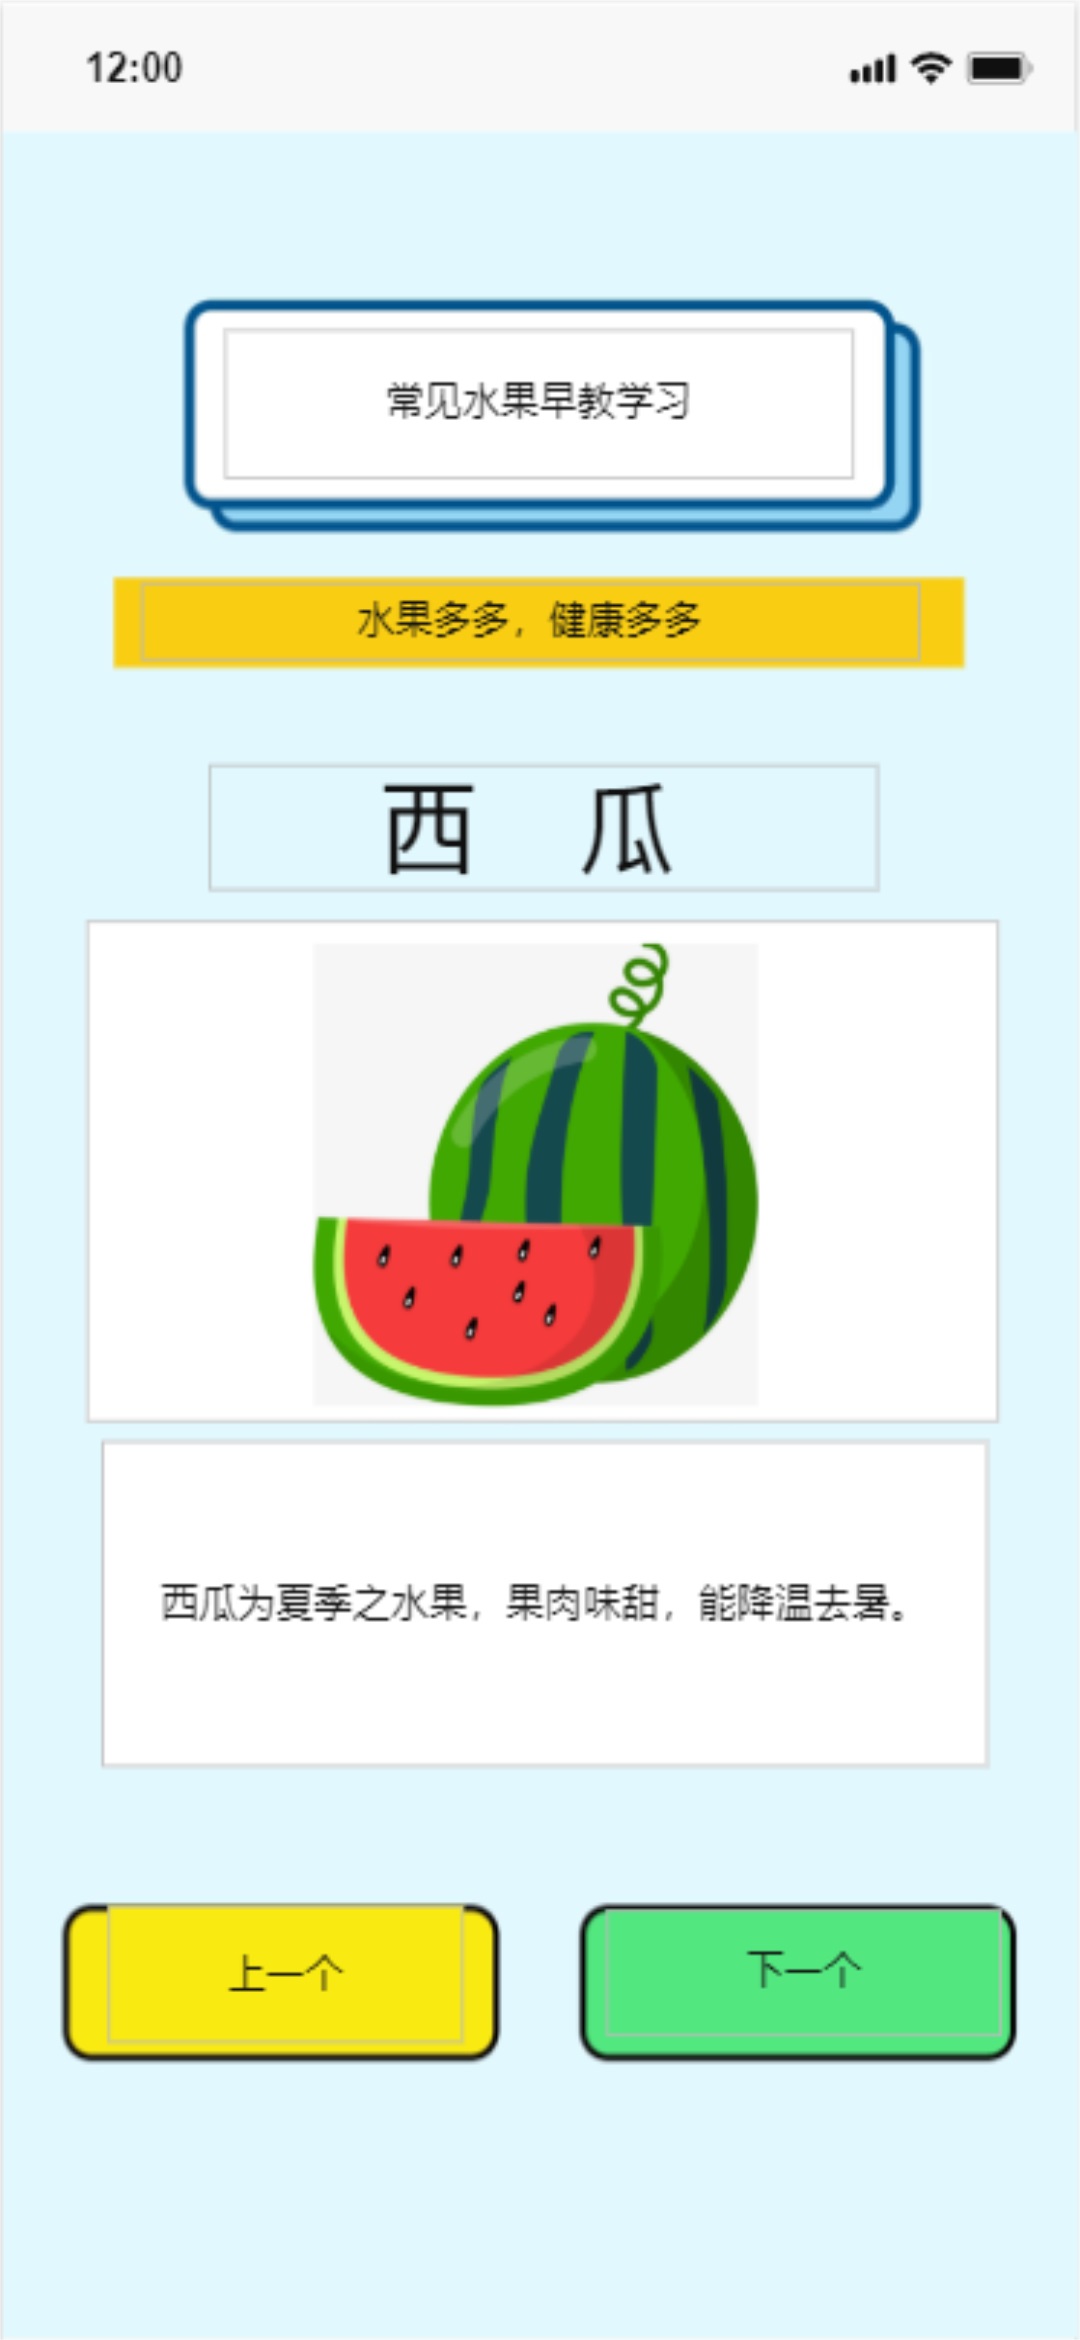 12:00
常见水果早教学习
水果多多，健康多多
西 瓜
西瓜为夏季之水果，果肉味甜，能降温去暑。
上一个
下一个